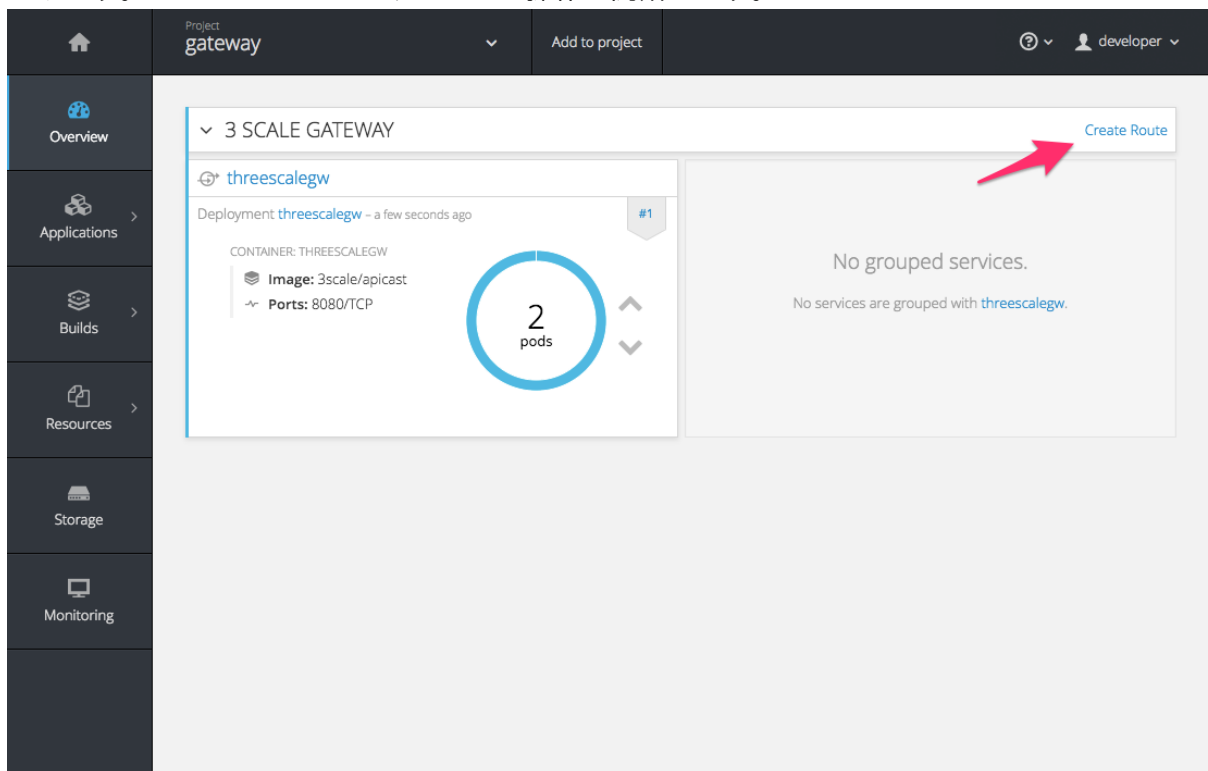 Project
gateway
Add to project
developer
Overview
3 SCALE GATEWAY
Create Route
threescalegw
Deployment threescalegw – a few seconds ago
#1
CONTAINER: THREESCALEGW
Image: 3scale/apicast
Ports: 8080/TCP
2
pods
No grouped services.
No services are grouped with threescalegw.
Applications
Builds
Resources
Storage
Monitoring